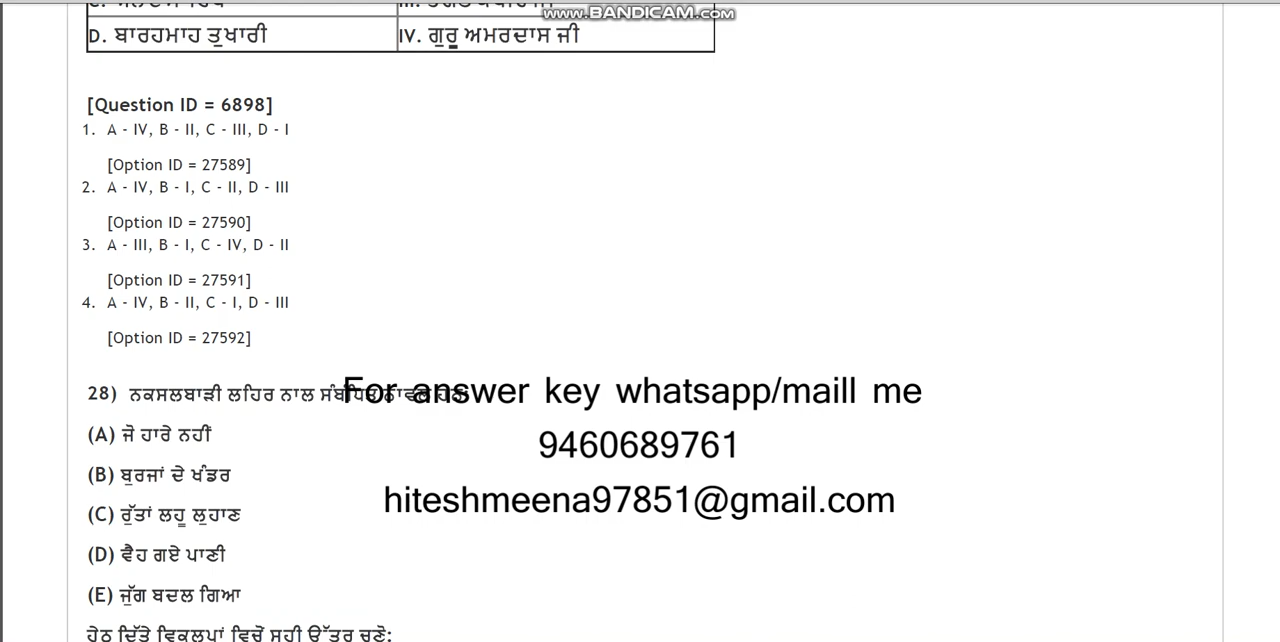 www.BANDICAM.com
D. ਬਾਰਹਮਾਹ ਤੁਖਾਰੀ
IV. ਗੁਰੂ ਅਮਰਦਾਸ ਜੀ
[Question ID = 6898]
1. A - IV, B - II, C - III, D - I
[Option ID = 27589]
2. A - IV, B - I, C - II, D - III
[Option ID = 27590]
3. A - III, B - I, C - IV, D - II
[Option ID = 27591]
4. A - IV, B - II, C - I, D - III
[Option ID = 27592]
28) ਨਕਸਲਬਾੜੀ ਲਹਿਰ ਨਾਲ ਸੰਬੰਧਿਤ ਨਾਵਲ ਹਨ:
For answer key whatsapp/maill me
(A) ਜੋ ਹਾਰੇ ਨਹੀਂ
9460689761
(B) ਬੁਰਜਾਂ ਦੇ ਖੰਡਰ
hiteshmeena97851@gmail.com
(C) ਰੁੱਤਾਂ ਲਹੂ ਲੁਹਾਣ
(D) ਵੈਹ ਗਏ ਪਾਣੀ
(E) ਜੁੱਗ ਬਦਲ ਗਿਆ
ਹੇਠ ਦਿੱਤੇ ਵਿਕਲਪਾਂ ਵਿਚੋਂ ਸਹੀ ਉੱਤਰ ਚੁਣੋ: